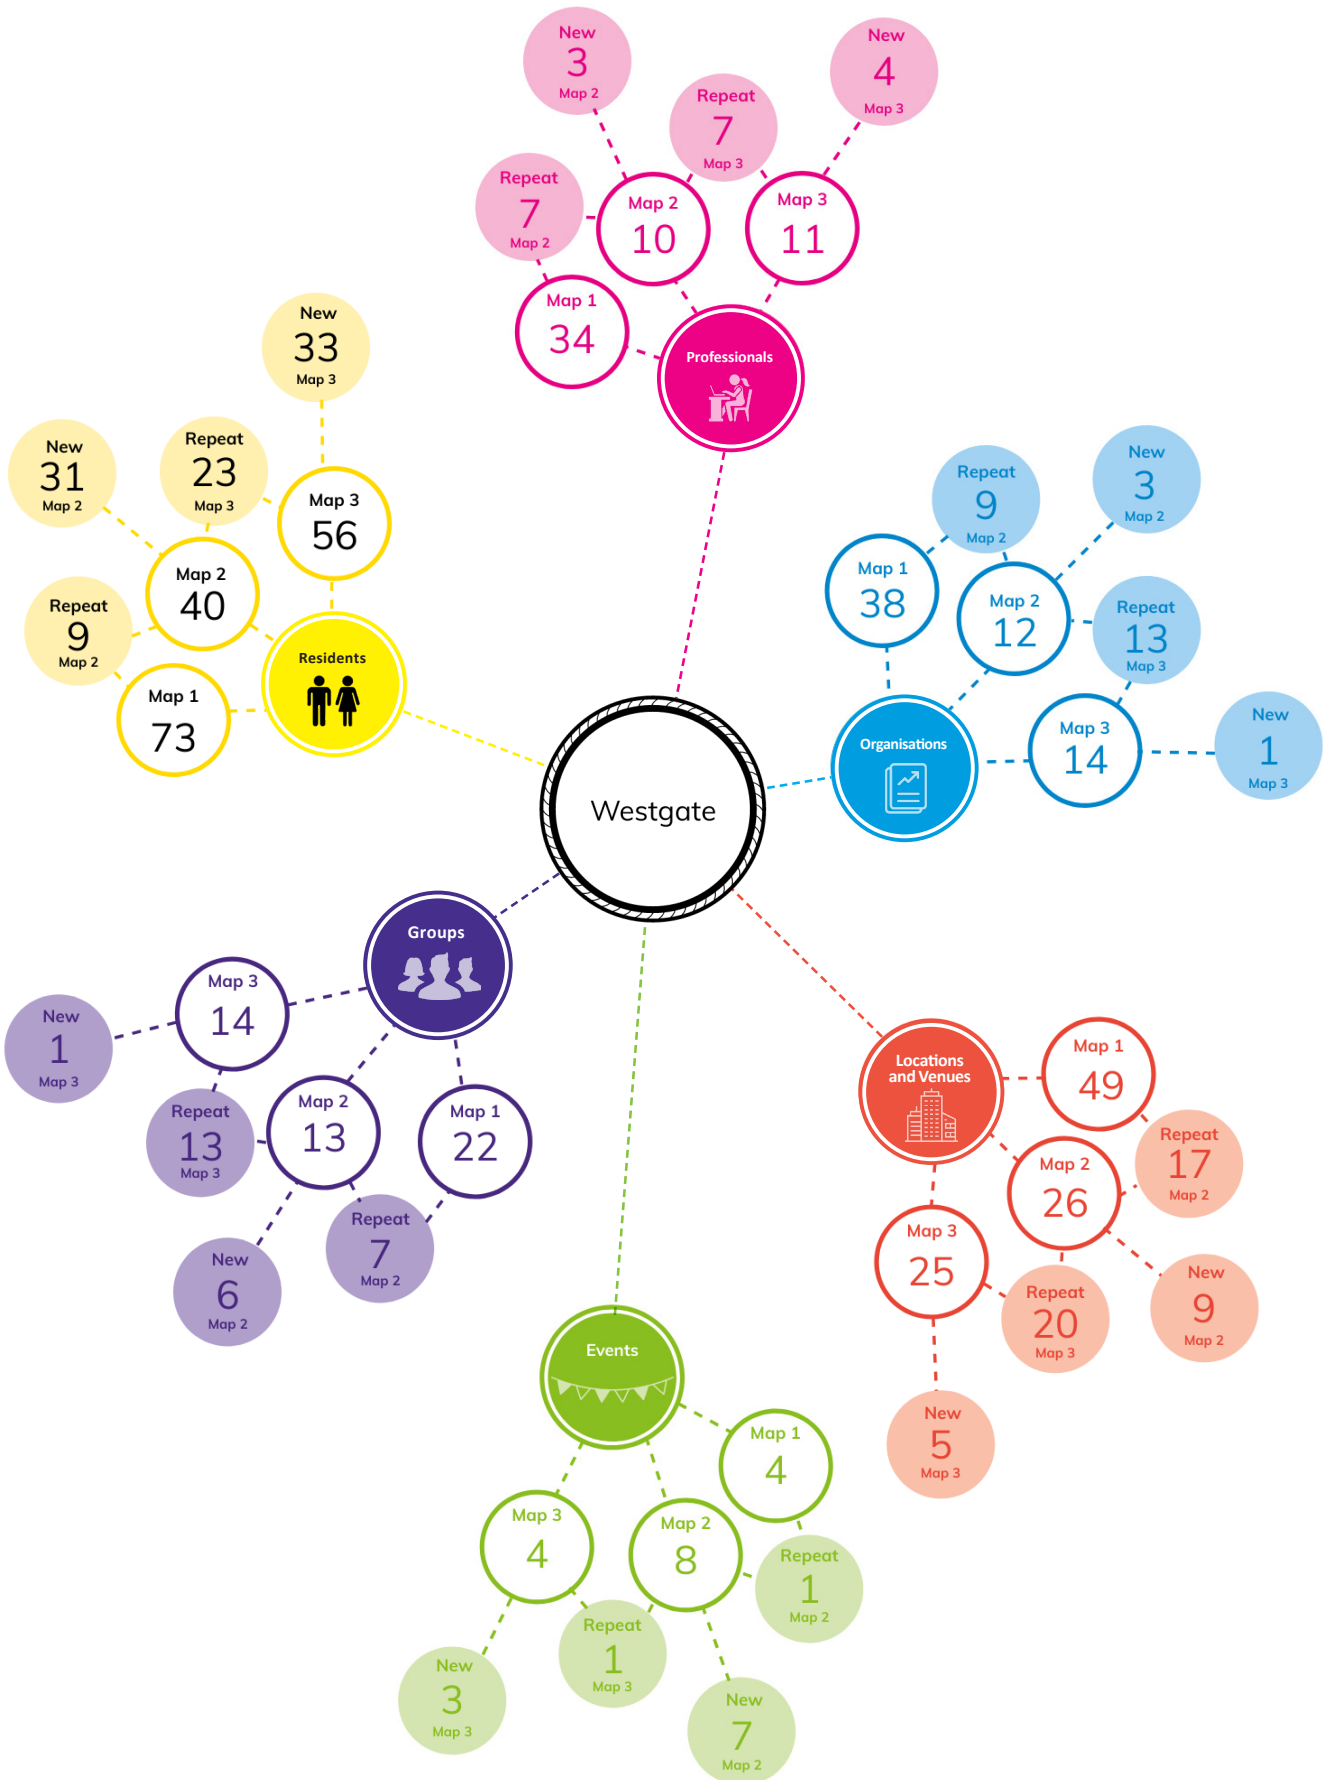 New
3
Map 2
New
4
Map 3
Repeat
7
Map 3
Repeat
7
Map 2
Map 2
10
Map 3
11
Map 1
34
Professionals
New
33
Map 3
New
31
Map 2
Repeat
23
Map 3
Map 3
56
Map 2
40
Repeat
9
Map 2
Map 1
73
Residents
Repeat
9
Map 2
New
3
Map 2
Map 1
38
Map 2
12
Repeat
13
Map 3
Map 3
14
New
1
Map 3
Organisations
Westgate
Groups
Map 3
14
New
1
Map 3
Repeat
13
Map 3
Map 2
13
Map 1
22
New
6
Map 2
Repeat
7
Map 2
Locations
and Venues
Map 1
49
Repeat
17
Map 2
Map 2
26
Map 3
25
Repeat
20
Map 3
New
9
Map 2
New
5
Map 3
Events
Map 1
4
Map 3
4
Map 2
8
Repeat
1
Map 2
Repeat
1
Map 3
New
3
Map 3
New
7
Map 2